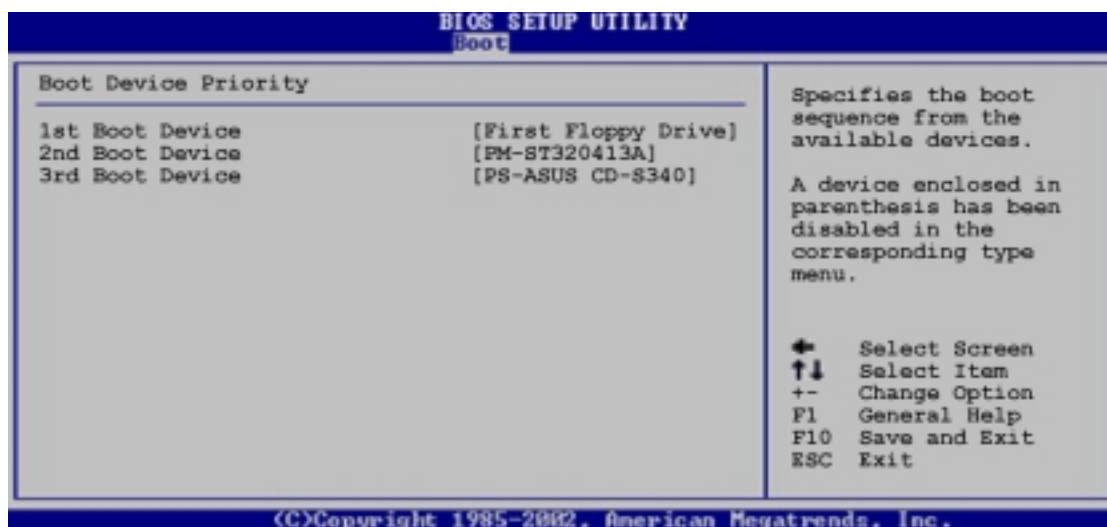 BIOS SETUP UTILITY
Boot
Boot Device Priority
1st Boot Device [First Floppy Drive]
2nd Boot Device [PM-ST320413A]
3rd Boot Device [PS-ASUS CD-S340]
Specifies the boot
sequence from the
available devices.
A device enclosed in
parenthesis has been
disabled in the
corresponding type
menu.
← Select Screen
↑↓ Select Item
+- Change Option
F1 General Help
F10 Save and Exit
ESC Exit
(C)Copyright 1985-2002, American Megatrends, Inc.